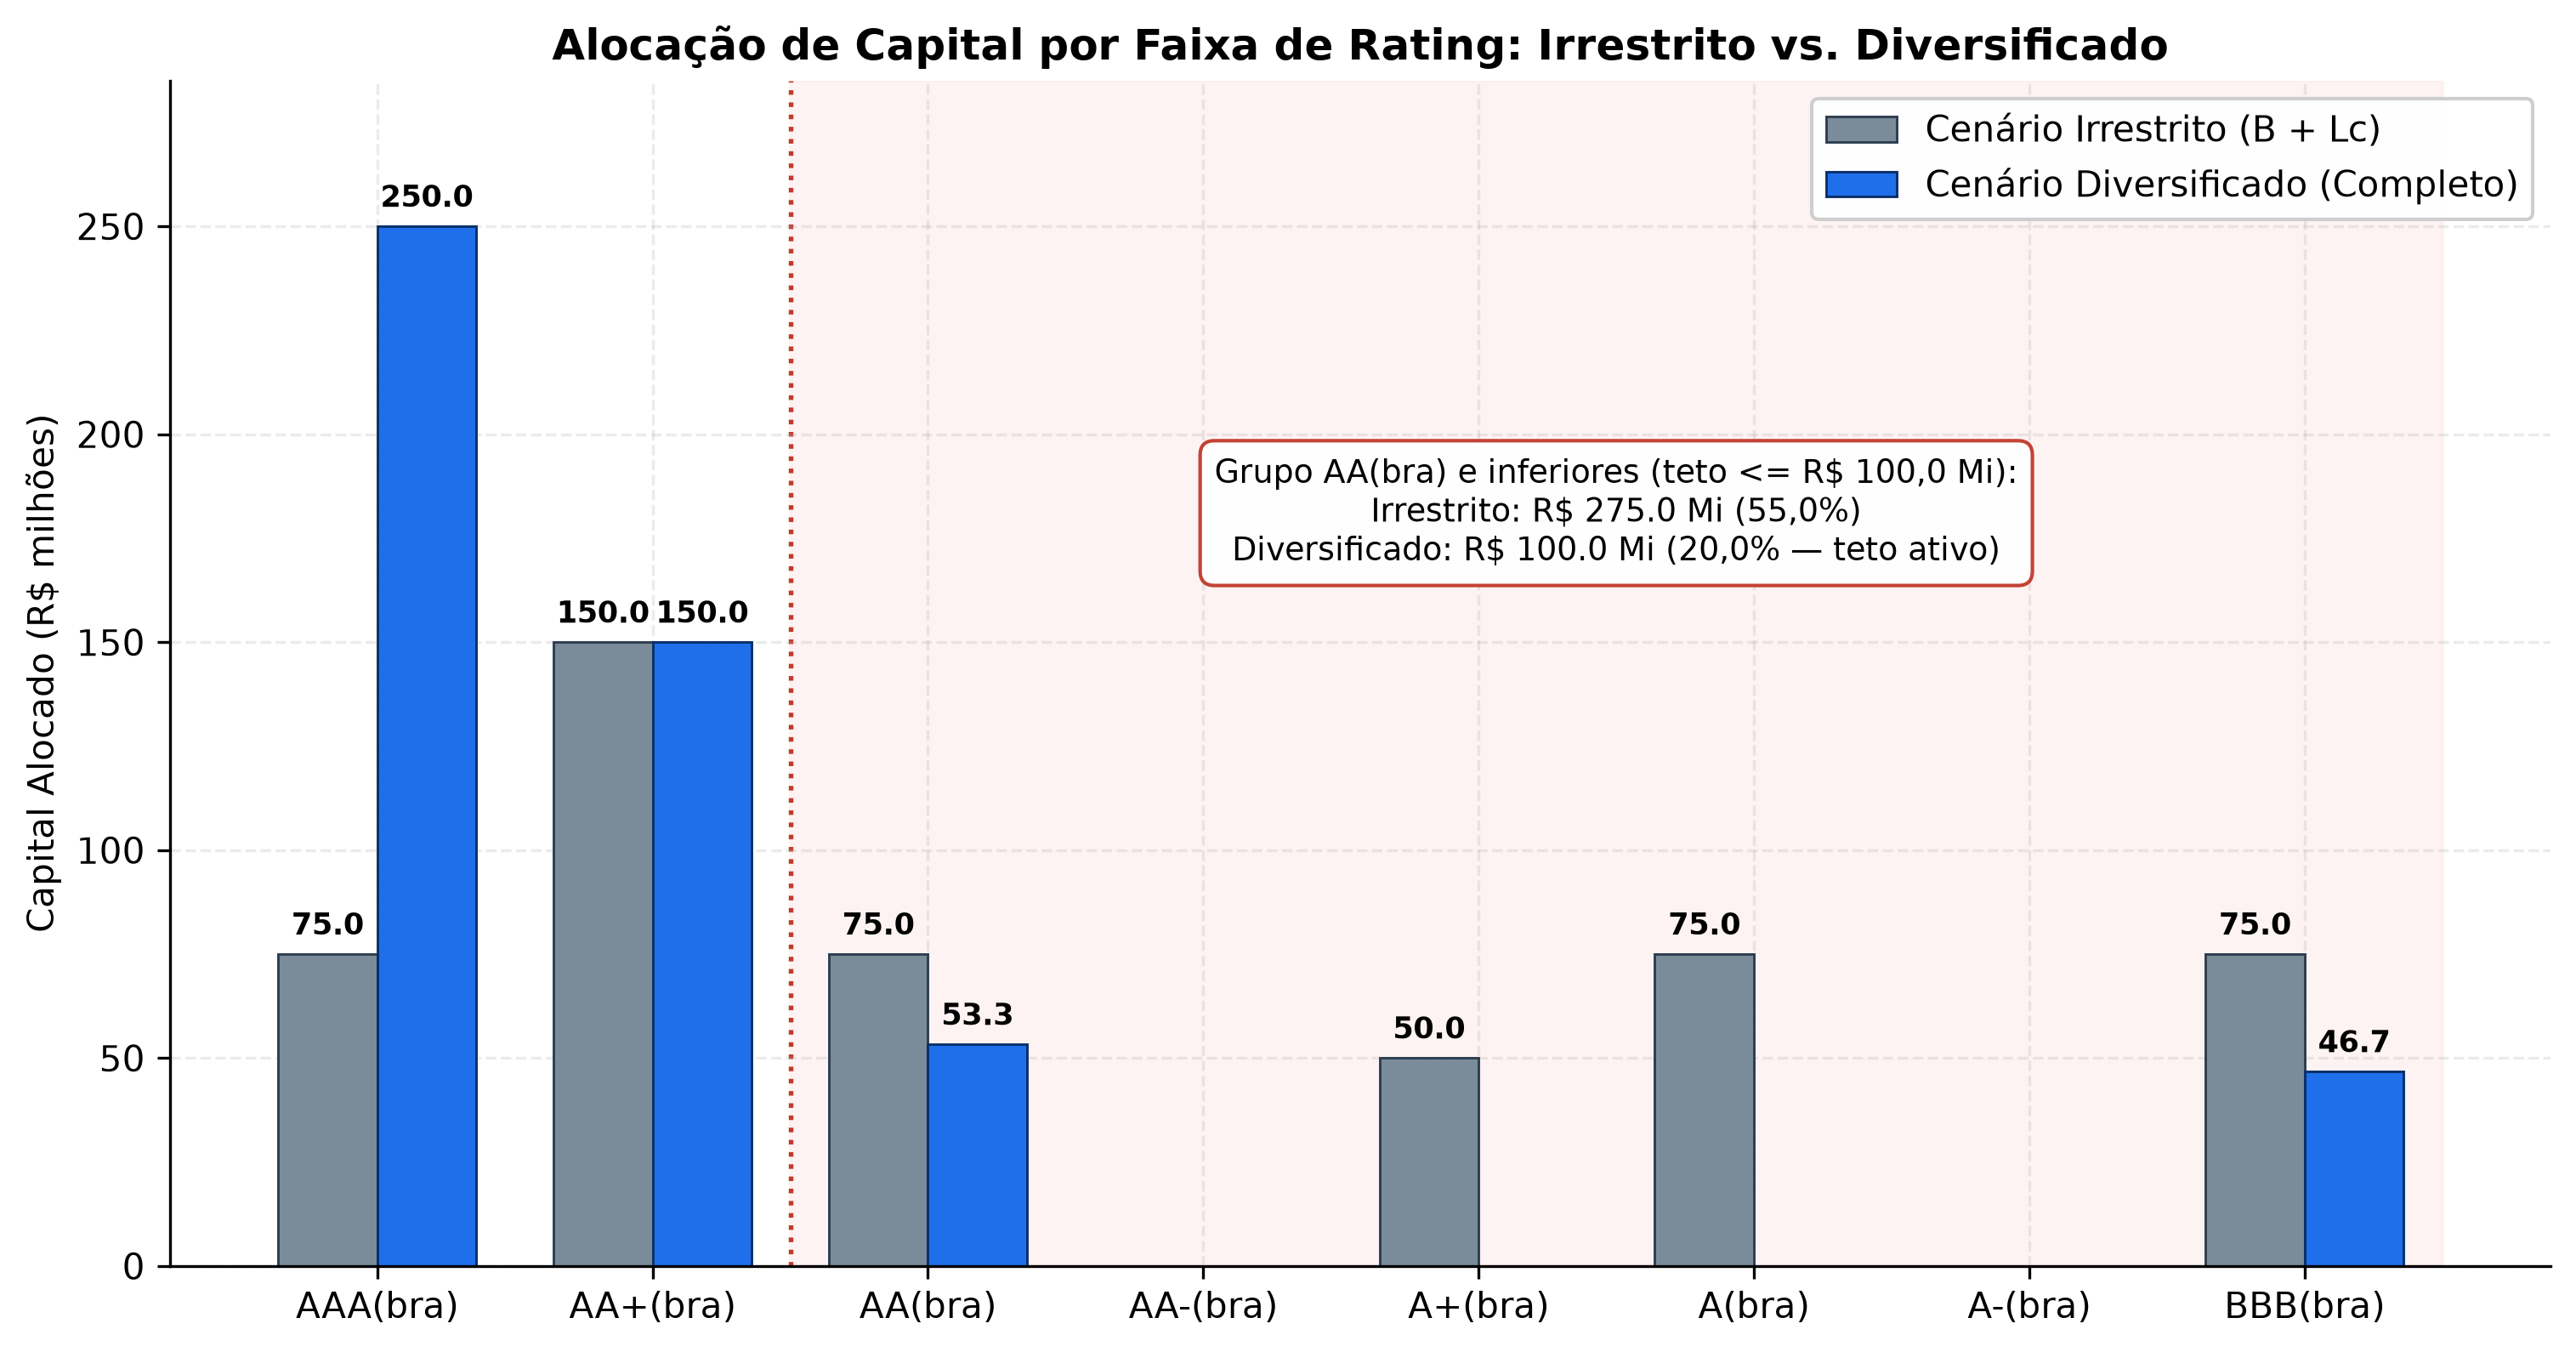 Alocação de Capital por Faixa de Rating: Irrestrito vs. Diversificado
Cenário Irrestrito (B + Lc)
Cenário Diversificado (Completo)
Capital Alocado (R$ milhões)
250
200
150
100
50
0
75.0
250.0
150.0
150.0
75.0
53.3
50.0
75.0
75.0
46.7
Grupo AA(bra) e inferiores (teto <= R$ 100,0 Mi):
Irrestrito: R$ 275.0 Mi (55,0%)
Diversificado: R$ 100.0 Mi (20,0% — teto ativo)
AAA(bra)
AA+(bra)
AA(bra)
AA-(bra)
A+(bra)
A(bra)
A-(bra)
BBB(bra)